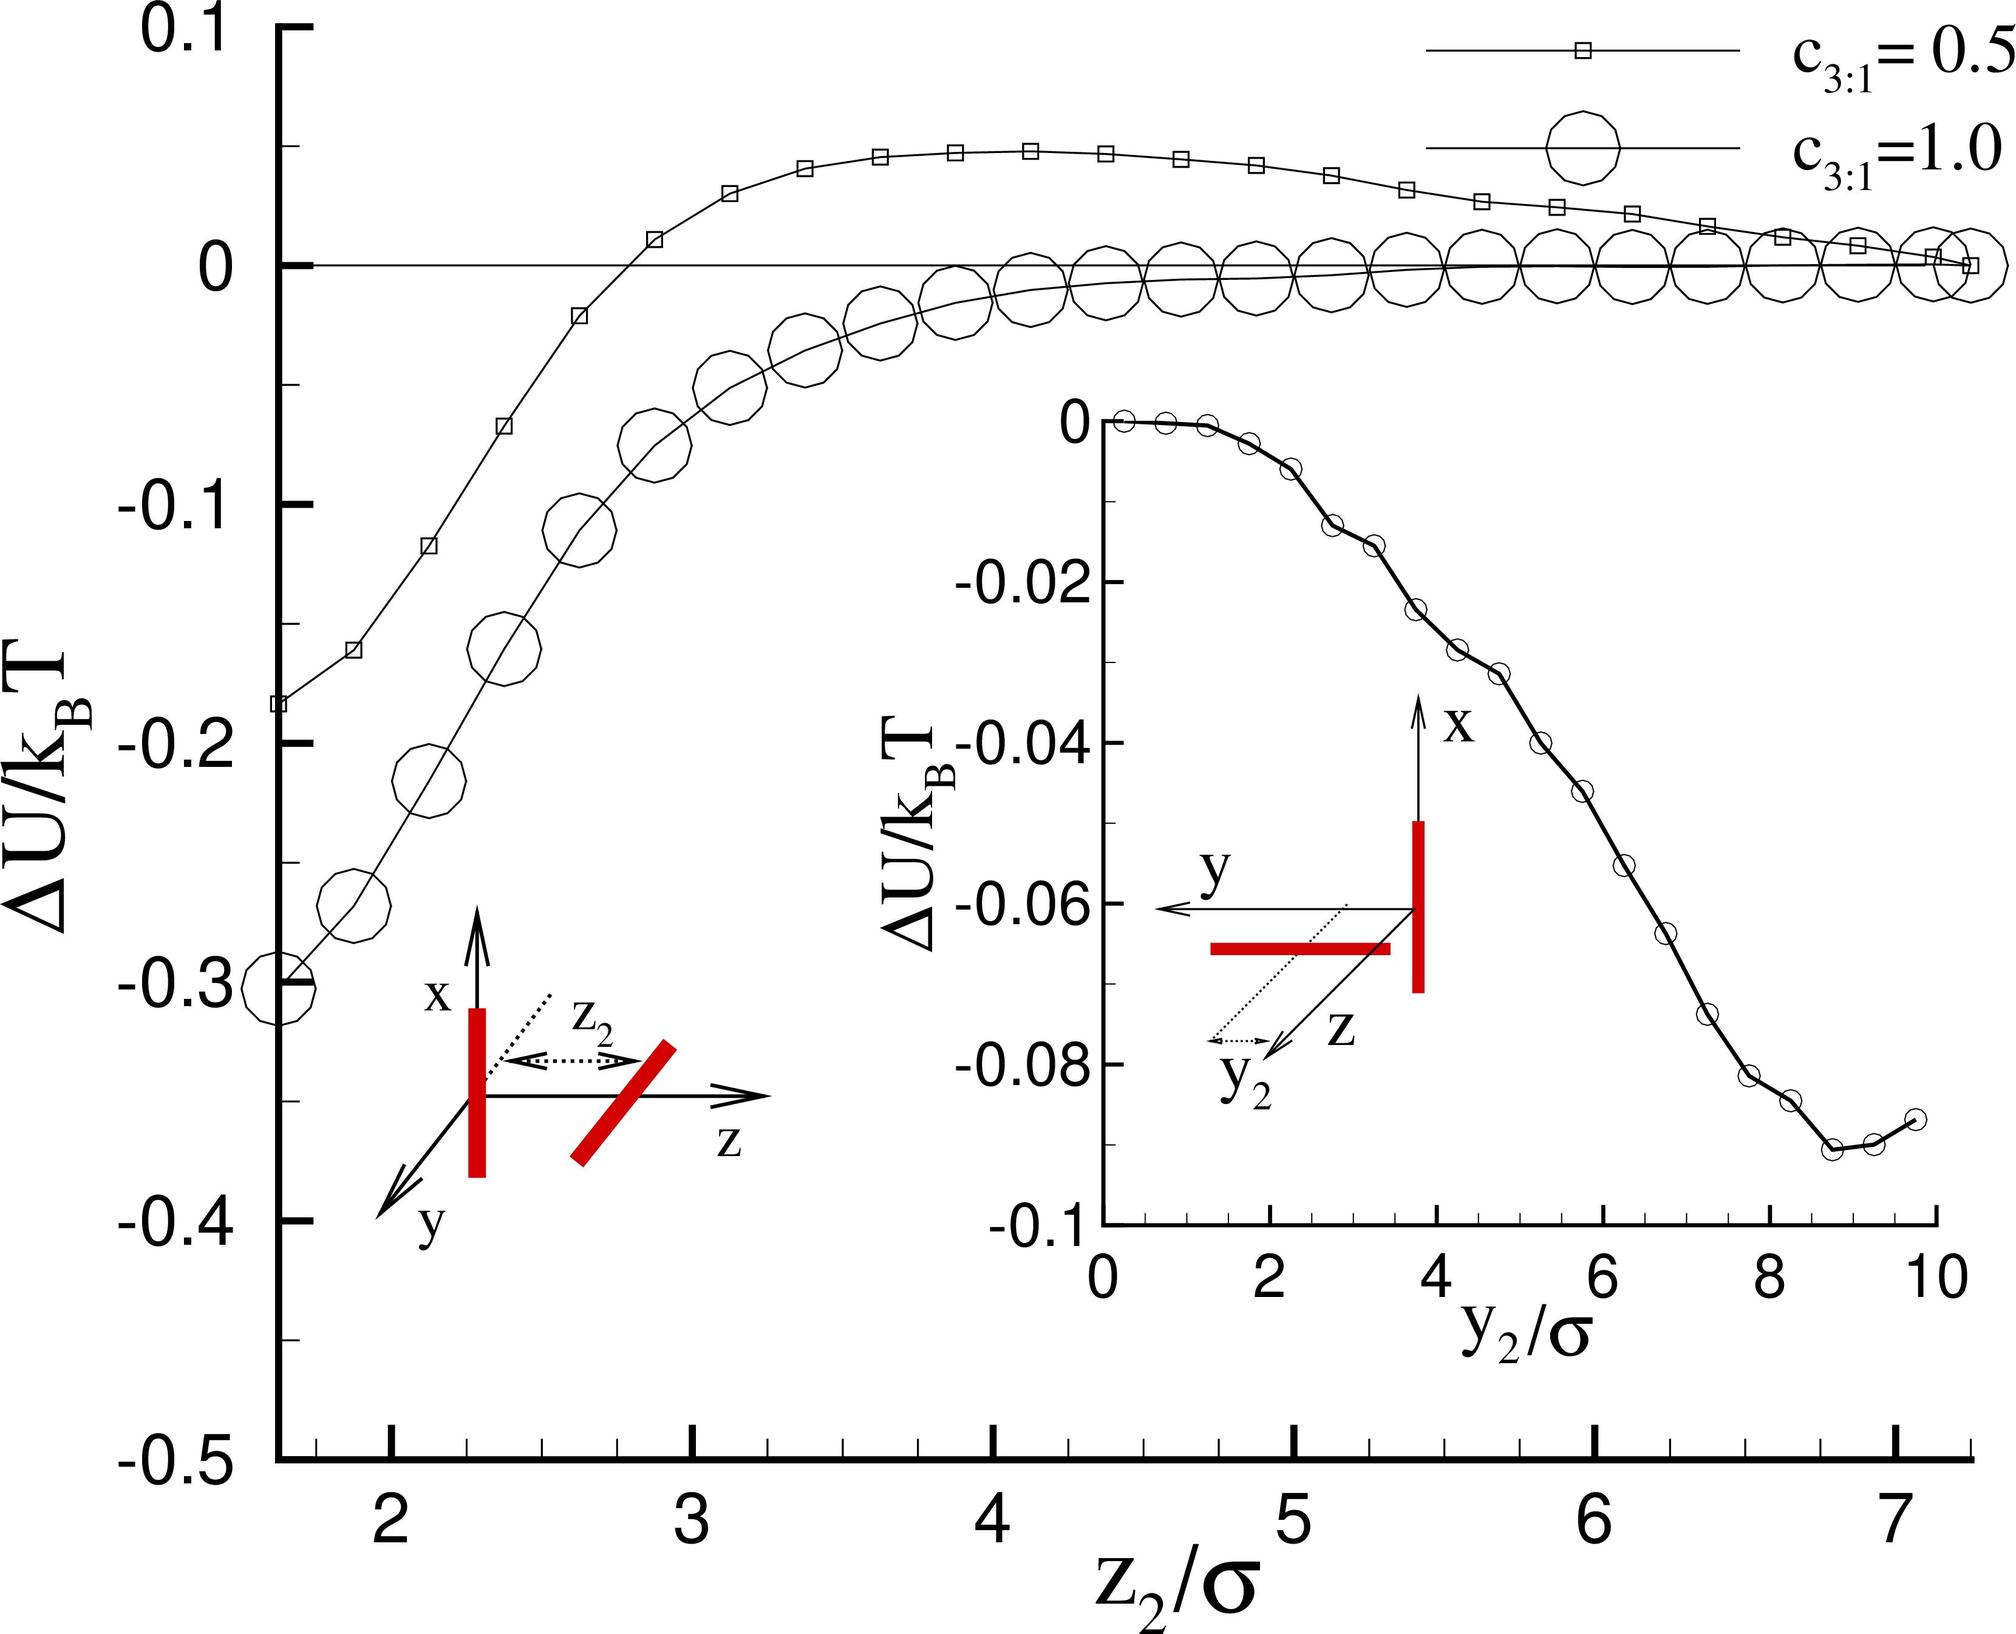 0.1
0
-0.1
-0.2
-0.3
-0.4
-0.5
ΔU/k_BT
2 3 4 5 6 7
z₂/σ
c₃:₁= 0.5
c₃:₁=1.0
x
z₂
z
y
0
-0.02
-0.04
-0.06
-0.08
-0.1
ΔU/k_BT
0 2 4 6 8 10
y₂/σ
x
y
z
y₂